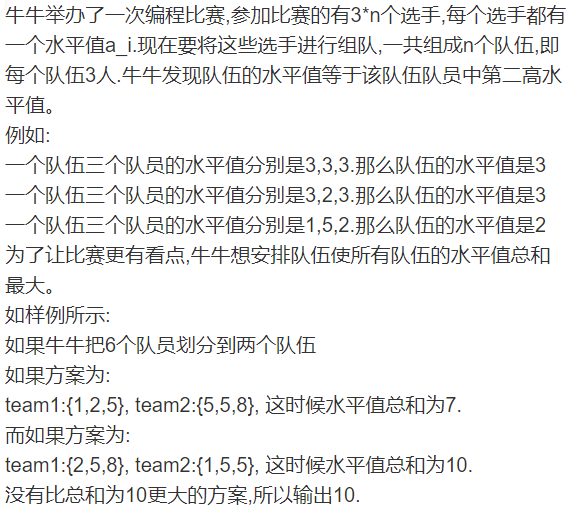 牛牛举办了一次编程比赛,参加比赛的有3*n个选手,每个选手都有
一个水平值a_i.现在要将这些选手进行组队,一共组成n个队伍,即
每个队伍3人.牛牛发现队伍的水平值等于该队伍队员中第二高水
平值。
例如:
一个队伍三个队员的水平值分别是3,3,3.那么队伍的水平值是3
一个队伍三个队员的水平值分别是3,2,3.那么队伍的水平值是3
一个队伍三个队员的水平值分别是1,5,2.那么队伍的水平值是2
为了让比赛更有看点,牛牛想安排队伍使所有队伍的水平值总和
最大。
如样例所示:
如果牛牛把6个队员划分到两个队伍
如果方案为:
team1:{1,2,5}, team2:{5,5,8}, 这时候水平值总和为7.
而如果方案为:
team1:{2,5,8}, team2:{1,5,5}, 这时候水平值总和为10.
没有比总和为10更大的方案,所以输出10.